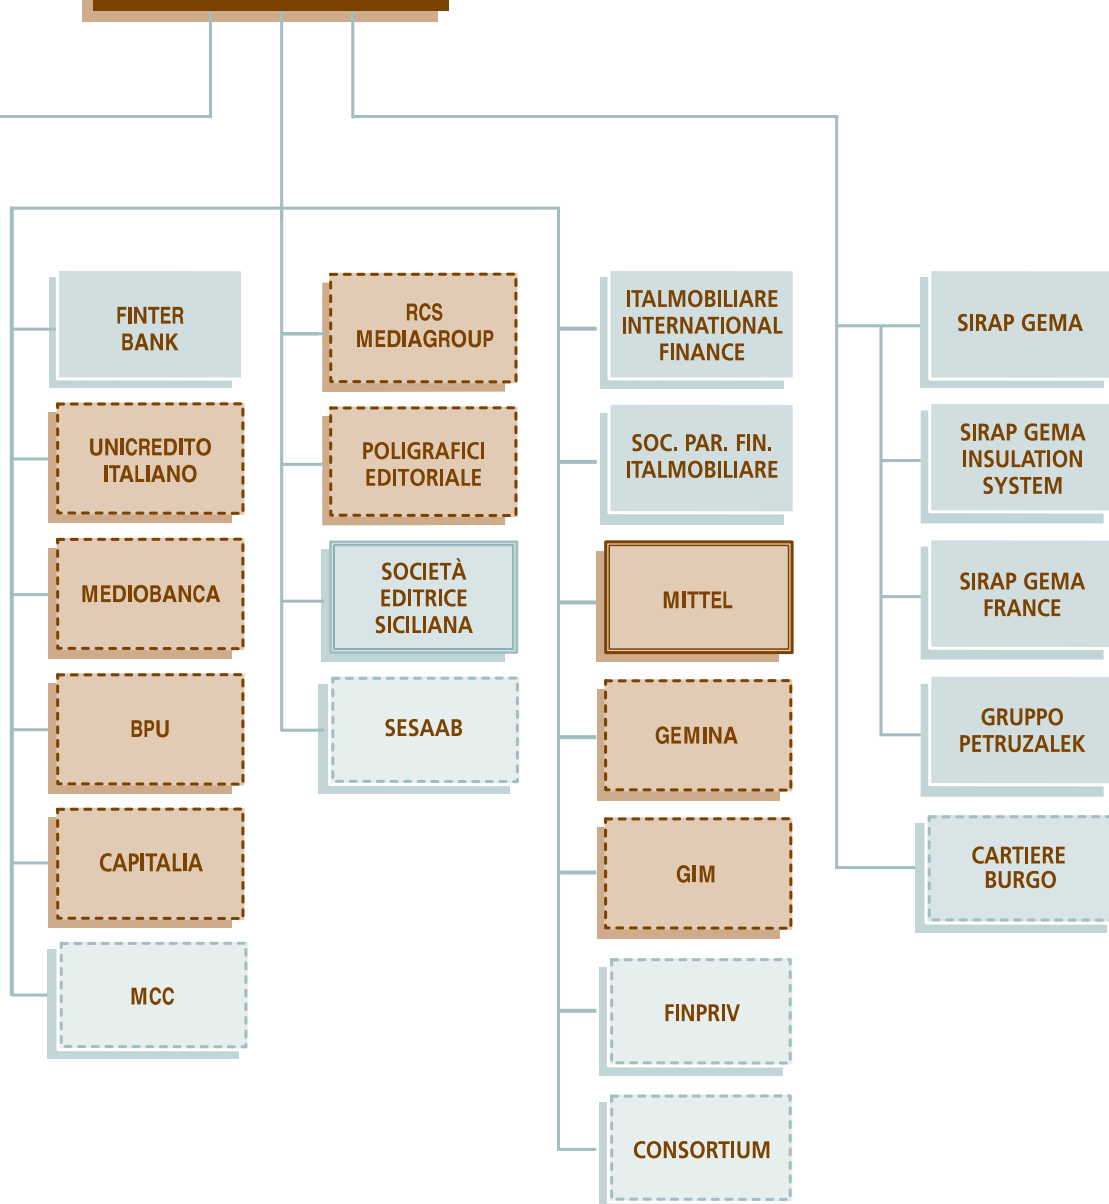 FINTER
BANK
UNICREDITO
ITALIANO
MEDIOBANCA
BPU
CAPITALIA
MCC
RCS
MEDIAGROUP
POLIGRAFICI
EDITORIALE
SOCIETÀ
EDITRICE
SICILIANA
SESAAB
ITALMOBILIARE
INTERNATIONAL
FINANCE
SOC. PAR. FIN.
ITALMOBILIARE
MITTEL
GEMINA
GIM
FINPRIV
CONSORTIUM
SIRAP GEMA
SIRAP GEMA
INSULATION
SYSTEM
SIRAP GEMA
FRANCE
GRUPPO
PETRUZALEK
CARTIERE
BURGO